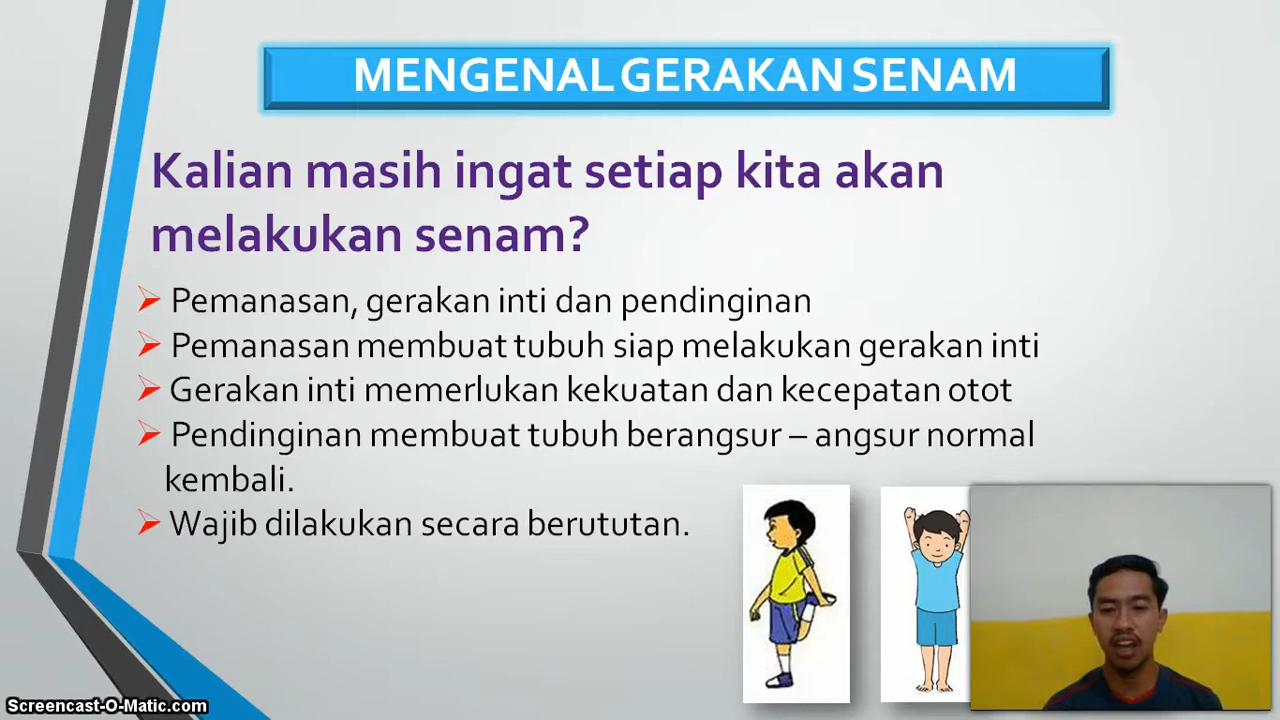 MENGENAL GERAKAN SENAM
Kalian masih ingat setiap kita akan
melakukan senam?
Pemanasan, gerakan inti dan pendinginan
Pemanasan membuat tubuh siap melakukan gerakan inti
Gerakan inti memerlukan kekuatan dan kecepatan otot
Pendinginan membuat tubuh berangsur – angsur normal
kembali.
Wajib dilakukan secara berututan.
Screencast-O-Matic.com